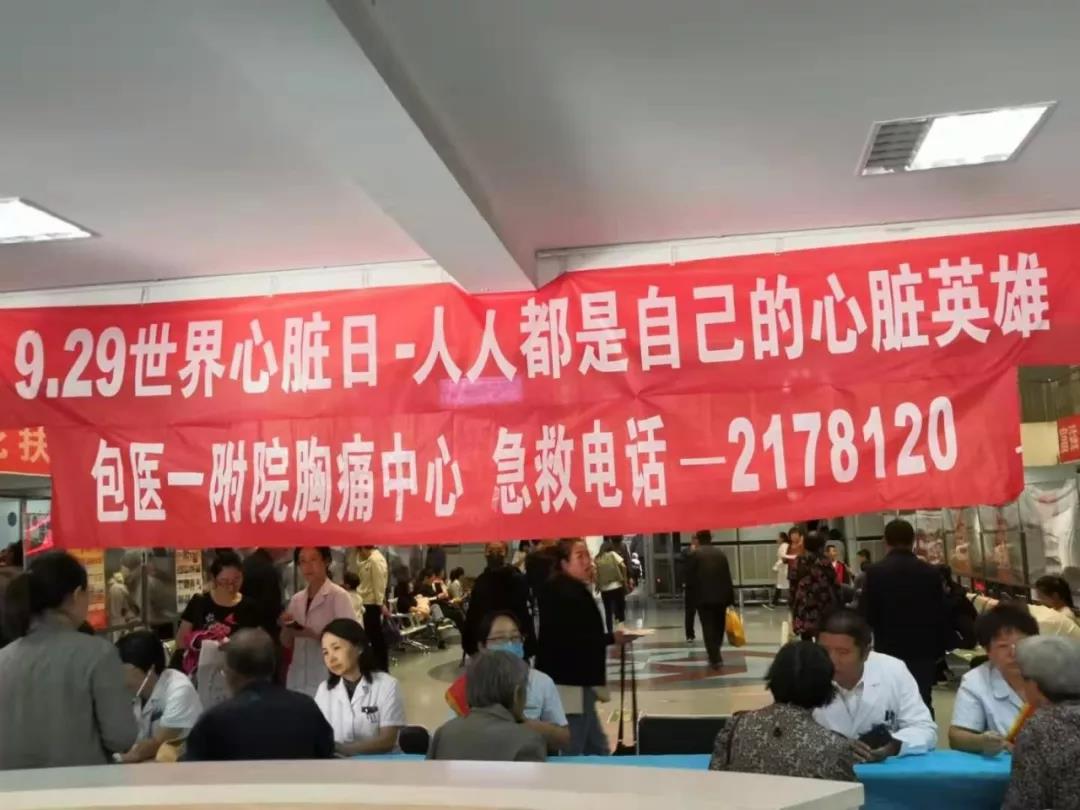 9.29世界心脏日-人人都是自己的心脏英雄
包医一附院胸痛中心 急救电话—2178120
扶